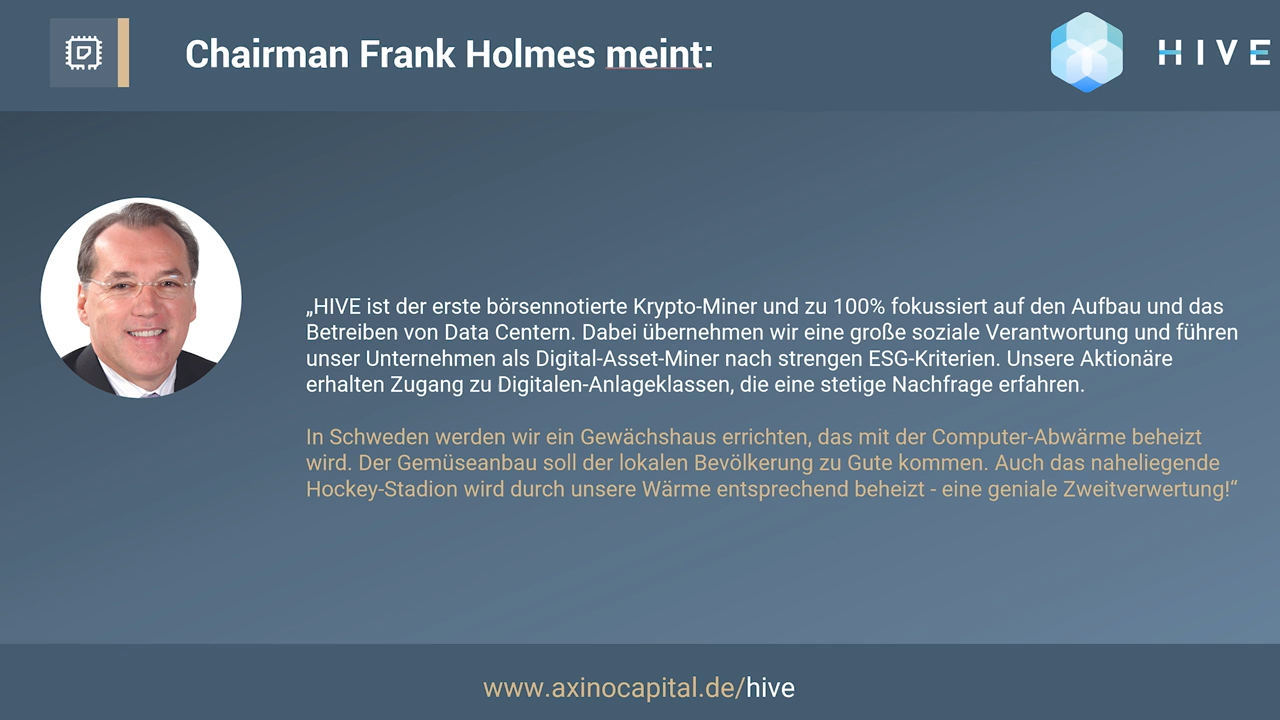 Chairman Frank Holmes meint:
HIVE
„HIVE ist der erste börsennotierte Krypto-Miner und zu 100% fokussiert auf den Aufbau und das
Betreiben von Data Centern. Dabei übernehmen wir eine große soziale Verantwortung und führen
unser Unternehmen als Digital-Asset-Miner nach strengen ESG-Kriterien. Unsere Aktionäre
erhalten Zugang zu Digitalen-Anlageklassen, die eine stetige Nachfrage erfahren.
In Schweden werden wir ein Gewächshaus errichten, das mit der Computer-Abwärme beheizt
wird. Der Gemüseanbau soll der lokalen Bevölkerung zu Gute kommen. Auch das naheliegende
Hockey-Stadion wird durch unsere Wärme entsprechend beheizt - eine geniale Zweitverwertung!“
www.axinocapital.de/hive